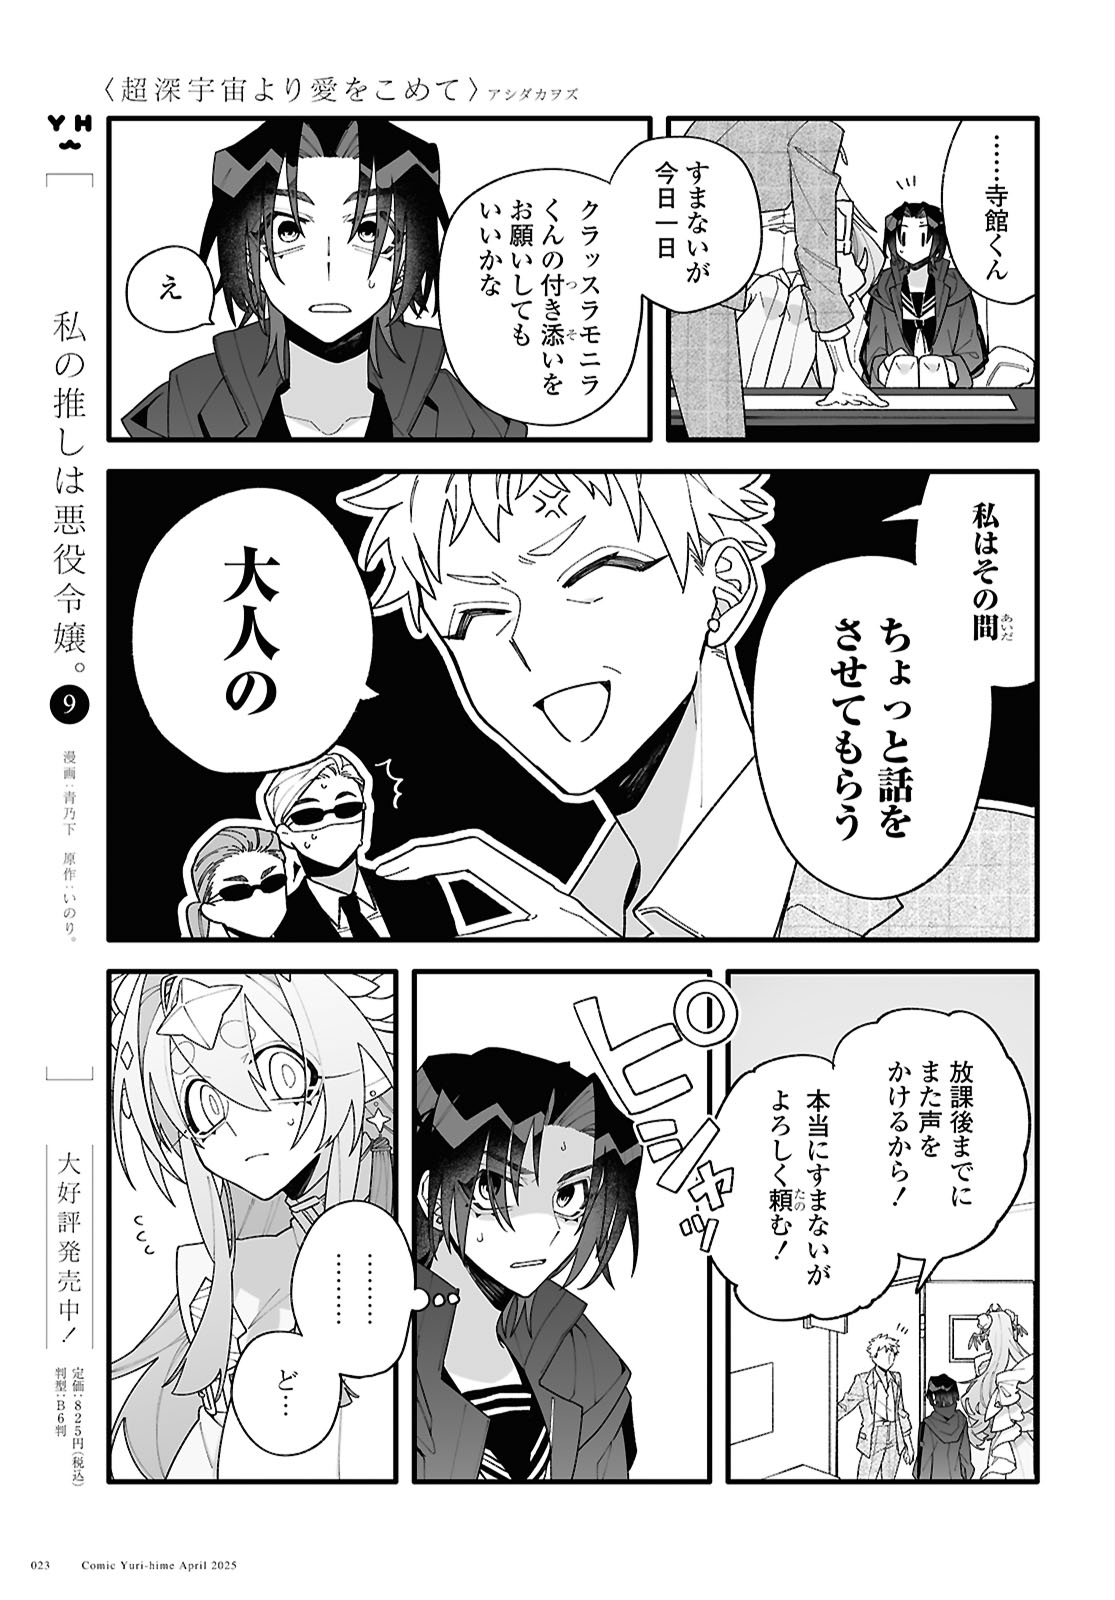 〈超深宇宙より愛をこめて〉アシダカヲズ
YH
……寺館くん
すまないが
今日一日
クラッスラモニラ
くんの付き添いを
つ
そ
お願いしても
いいかな
え
私はその間
あいだ
ちょっと話を
させてもらう
大人の
放課後までに
また声を
かけるから！
本当にすまないが
よろしく頼む！
たの
ピシャッ
…………
ど…
私の推しは悪役令嬢。
9
漫画：青乃下　原作：いのり。
大好評発売中！
定価：825円（税込）
判型：B6判
023 Comic Yuri-hime April 2025